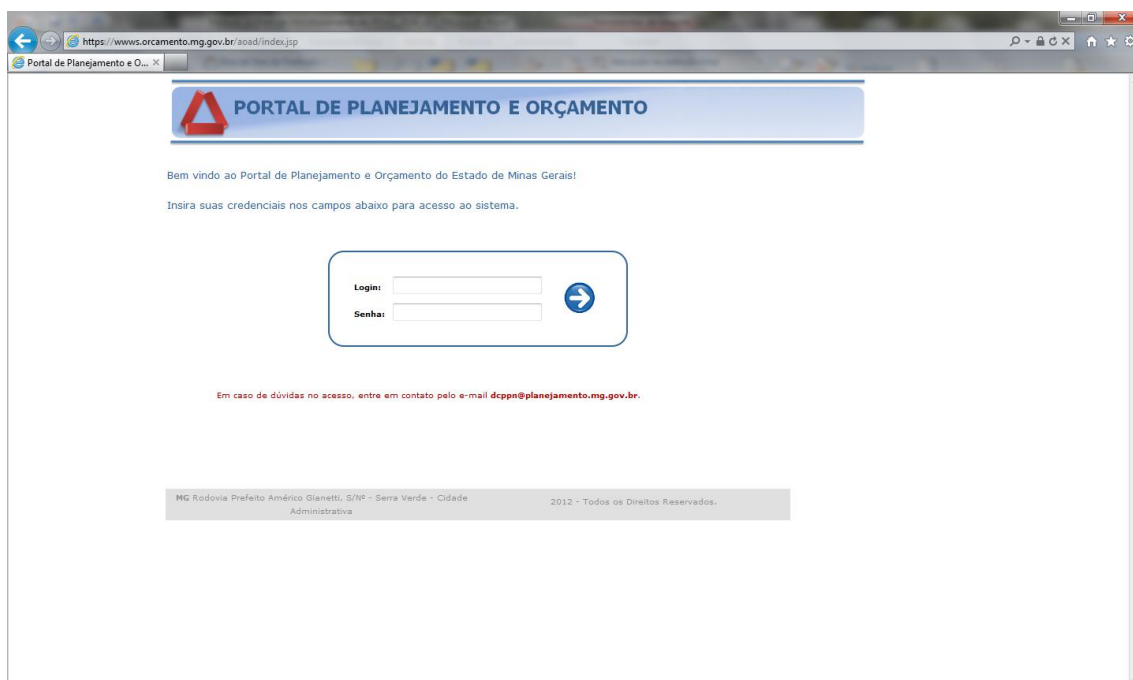 https://wwws.orcamento.mg.gov.br/aoad/index.jsp
Portal de Planejamento e O...
PORTAL DE PLANEJAMENTO E ORÇAMENTO
Bem vindo ao Portal de Planejamento e Orçamento do Estado de Minas Gerais!
Insira suas credenciais nos campos abaixo para acesso ao sistema.
Login:
Senha:
Em caso de dúvidas no acesso, entre em contato pelo e-mail dcppn@planejamento.mg.gov.br.
MG Rodovia Prefeito Américo Gianetti, S/Nº - Serra Verde - Cidade
Administrativa
2012 - Todos os Direitos Reservados.